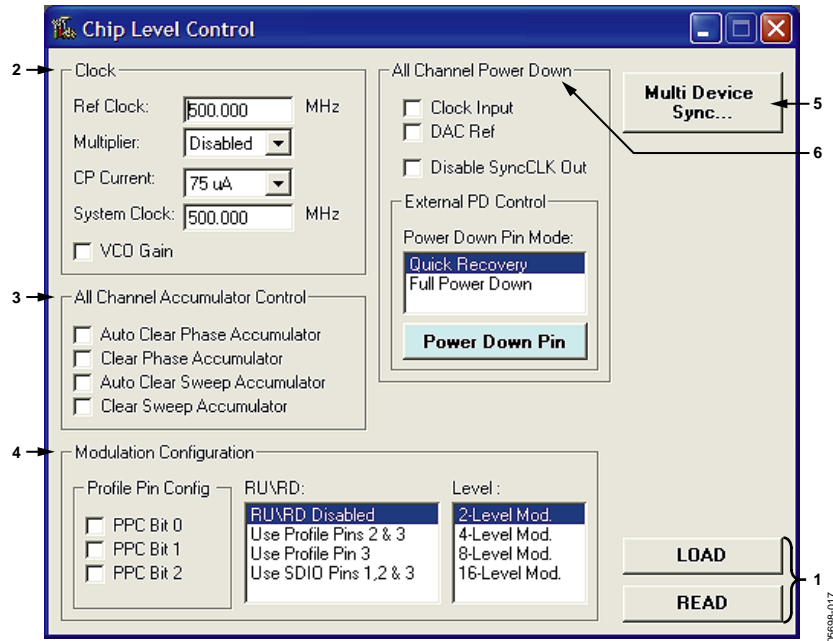 Chip Level Control
2
Clock
Ref Clock: 500.000 MHz
Multiplier: Disabled
CP Current: 75 uA
System Clock: 500.000 MHz
VCO Gain
3
All Channel Accumulator Control
Auto Clear Phase Accumulator
Clear Phase Accumulator
Auto Clear Sweep Accumulator
Clear Sweep Accumulator
All Channel Power Down
Clock Input
DAC Ref
Disable SyncCLK Out
External PD Control
Power Down Pin Mode:
Quick Recovery
Full Power Down
Power Down Pin
Multi Device
Sync...
5
6
4
Modulation Configuration
Profile Pin Config
PPC Bit 0
PPC Bit 1
PPC Bit 2
RU\RD:
RU\RD Disabled
Use Profile Pins 2 & 3
Use Profile Pin 3
Use SDIO Pins 1,2 & 3
Level :
2-Level Mod.
4-Level Mod.
8-Level Mod.
16-Level Mod.
LOAD
READ
1
05698-017